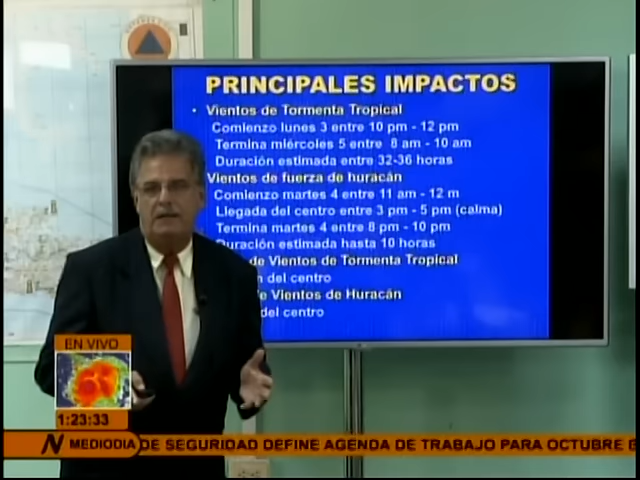 PRINCIPALES IMPACTOS
• Vientos de Tormenta Tropical
Comienzo lunes 3 entre 10 pm - 12 pm
Termina miércoles 5 entre 8 am - 10 am
Duración estimada entre 32-36 horas
Vientos de fuerza de huracán
Comienzo martes 4 entre 11 am - 12 m
Llegada del centro entre 3 pm - 5 pm (calma)
Termina martes 4 entre 8 pm - 10 pm
Duración estimada hasta 10 horas
de Vientos de Tormenta Tropical
del centro
de Vientos de Huracán
del centro
EN VIVO
1:23:33
N MEDIODIA DE SEGURIDAD DEFINE AGENDA DE TRABAJO PARA OCTUBRE